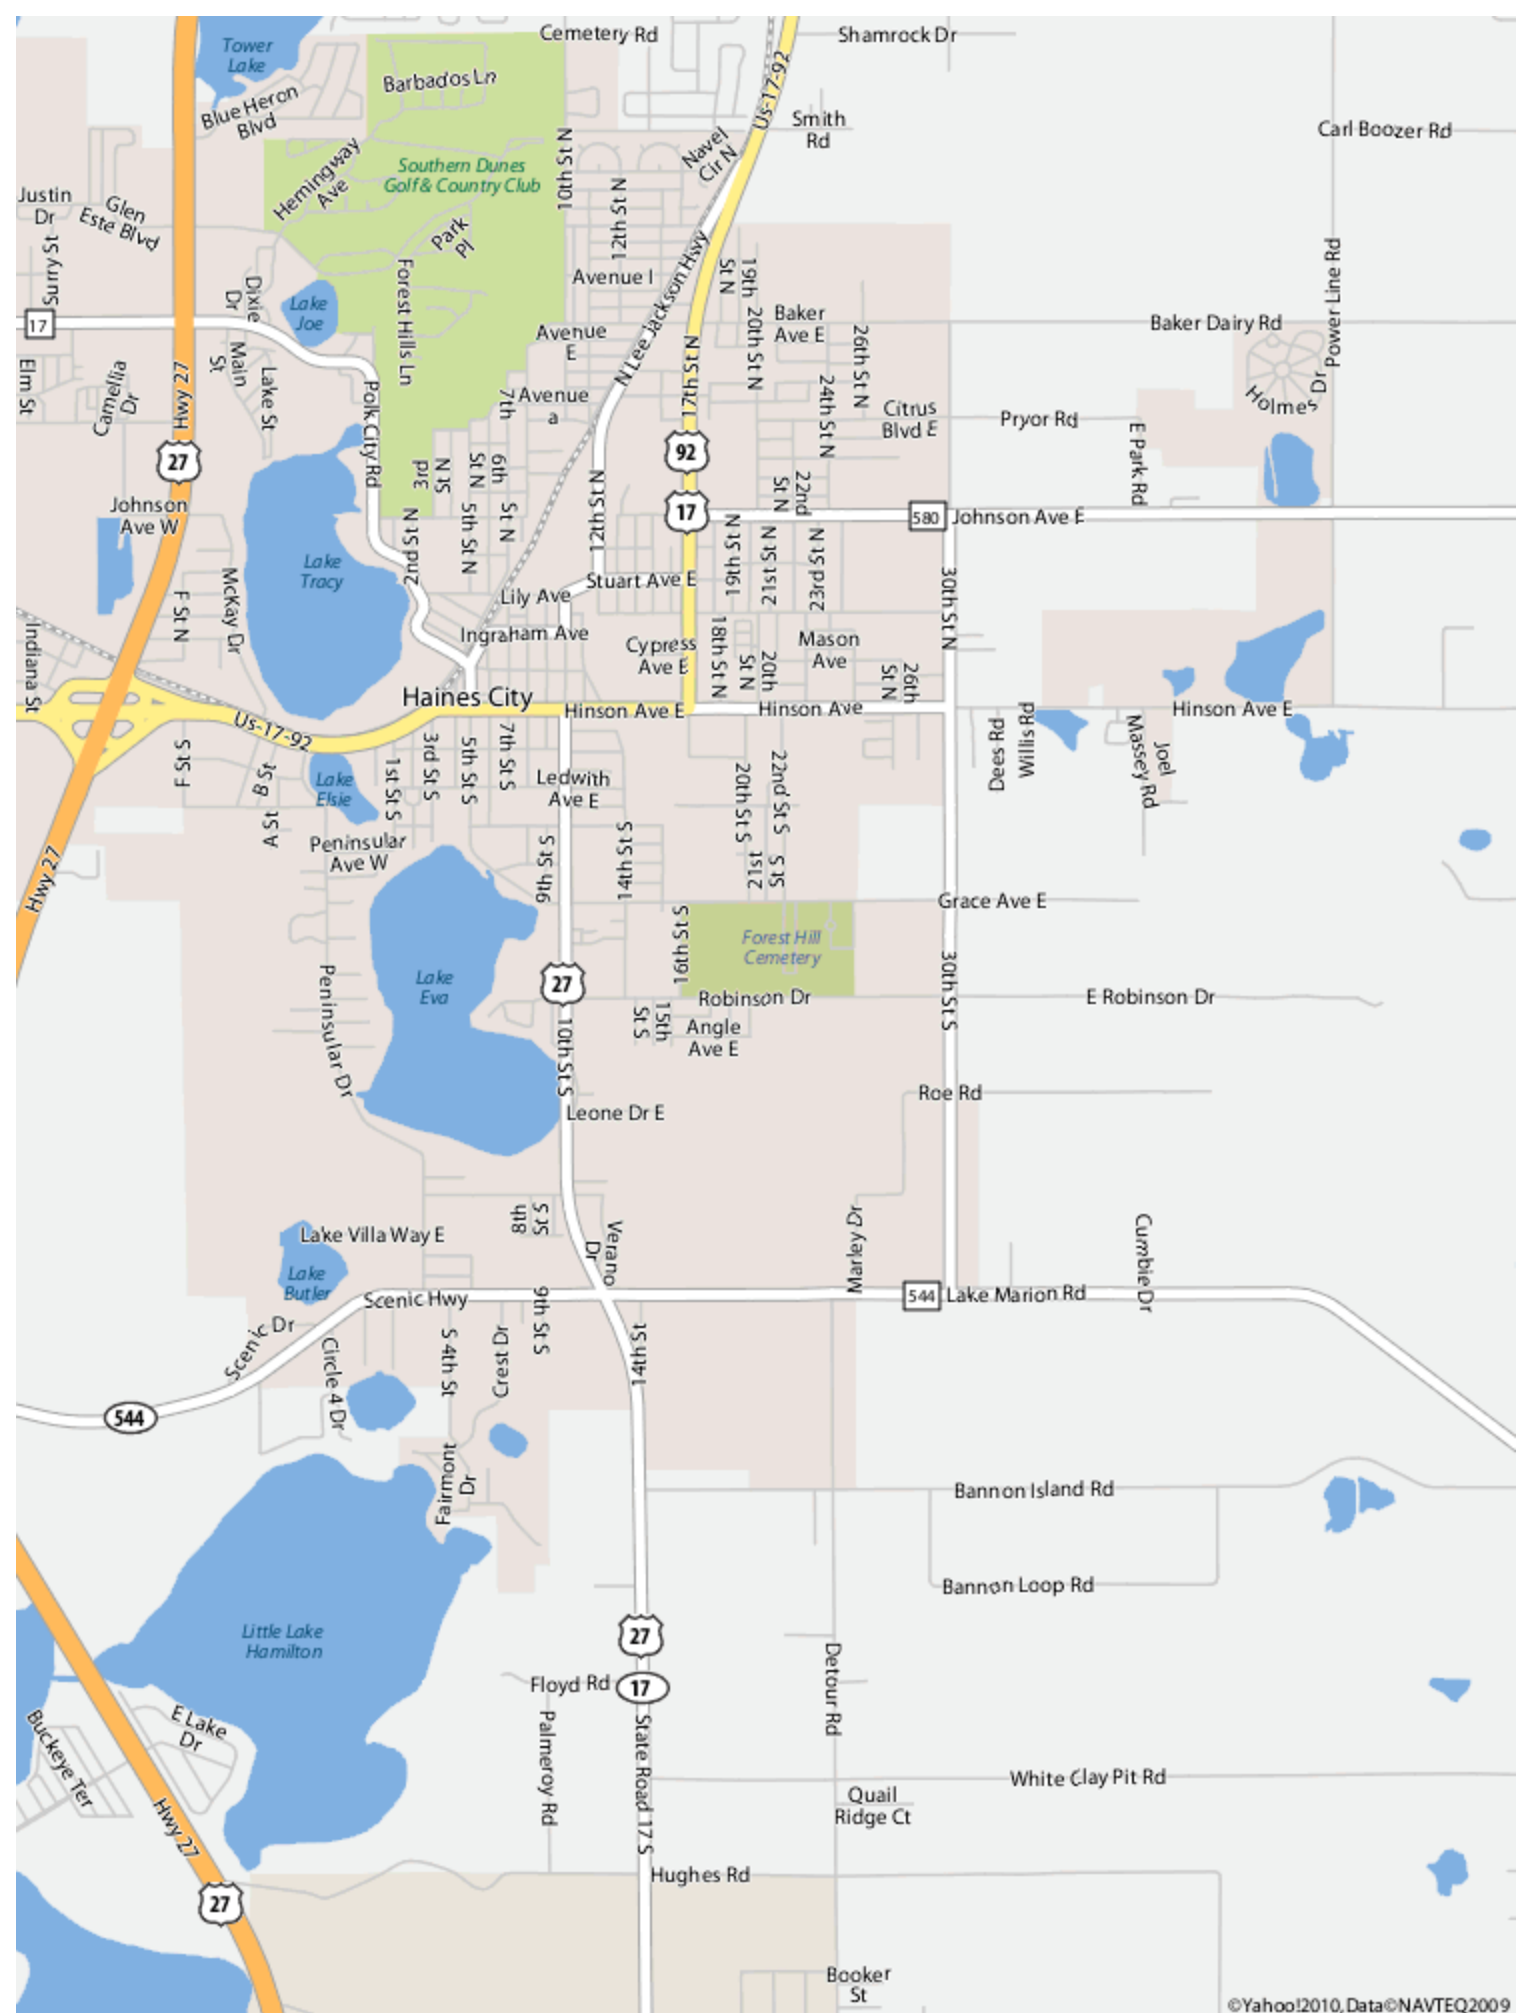 Cemetery Rd
Shamrock Dr
Tower
Lake
Us-17-92
Barbados Ln
Blue Heron
Blvd
Smith
Rd
Carl Boozer Rd
Navel
Cir N
10th St N
Southern Dunes
Golf & Country Club
Hemingway
Ave
Justin
Dr
Glen
Este Blvd
12th St N
Park
Pl
Sunny St
Forest Hills Ln
N Lee Jackson Hwy
Avenue I
19th
St N
Power Line Rd
Dixie
Dr
Lake
Joe
17
Avenue
E
Baker
Ave E
20th St N
26th St N
Baker Dairy Rd
Main
St
Elm St
Camellia
Dr
Lake St
Hwy 27
Polk City Rd
17th St N
7th
Avenue
a
24th St N
Citrus
Blvd E
Pryor Rd
Holmes
Dr
E Park Rd
27
92
3rd
St N
6th
St N
St N
5th St N
12th St N
22nd
St N
Johnson
Ave W
17
580
Johnson Ave E
2nd St N
19th St N
21st St N
23rd St N
Lake
Tracy
Stuart Ave E
Lily Ave
30th St N
McKay Dr
F St N
Indiana St
Ingraham Ave
Cypress
Ave E
18th St N
20th
St N
Mason
Ave
26th
St N
Haines City
Hinson Ave E
Hinson Ave
Hinson Ave E
Us-17-92
Dees Rd
Willis Rd
Joel
Massey Rd
F St S
B St
A St
Lake
Elsie
1st St S
3rd St S
5th St S
7th St S
Ledwith
Ave E
20th St S
22nd St S
Peninsular
Ave W
9th St S
14th St S
21st
St S
Hwy 27
Grace Ave E
16th St S
Forest Hill
Cemetery
30th St S
Lake
Eva
27
Peninsular Dr
Robinson Dr
E Robinson Dr
15th
St S
Angle
Ave E
10th St S
Roe Rd
Leone Dr E
8th
St S
Verano
Dr
Marley Dr
Cumbie Dr
Lake Villa Way E
Lake
Butler
Scenic Hwy
544
Lake Marion Rd
9th St S
Scenic Dr
Circle 4 Dr
S 4th St
Crest Dr
14th St
544
Fairmont
Dr
Bannon Island Rd
Bannon Loop Rd
Little Lake
Hamilton
27
Detour Rd
Floyd Rd
17
Palmeroy Rd
State Road 17 S
E Lake
Dr
Buckeye Ter
White Clay Pit Rd
Quail
Ridge Ct
Hwy 27
Hughes Rd
27
Booker
St
©Yahoo!2010,Data©NAVTEQ2009